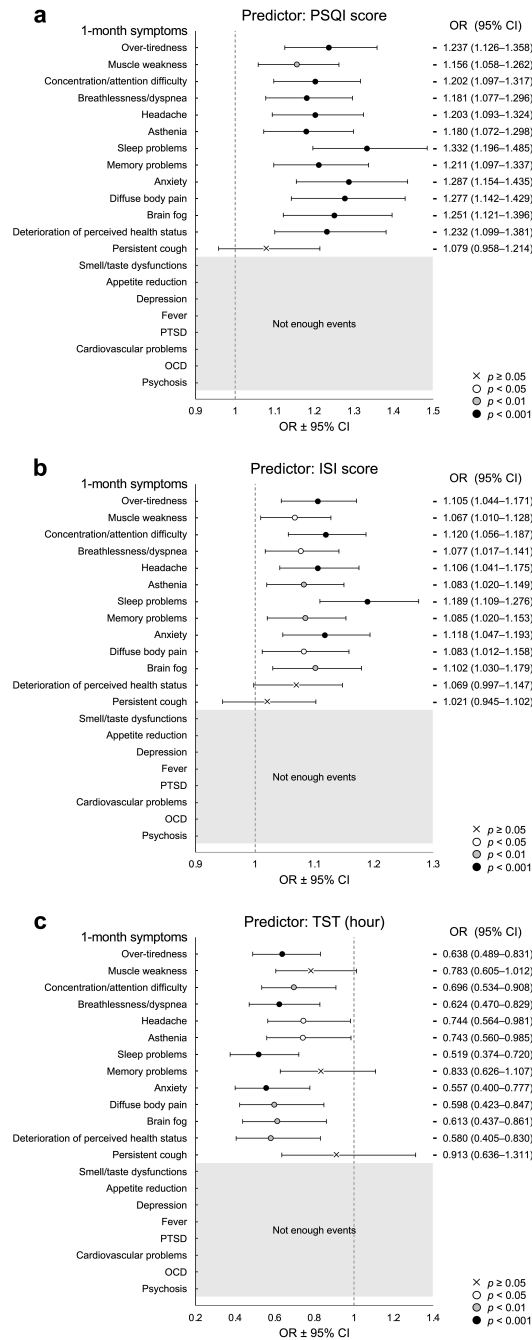 a
Predictor: PSQI score
1-month symptoms
OR (95% CI)
Over-tiredness 1.237 (1.126–1.358)
Muscle weakness 1.156 (1.058–1.262)
Concentration/attention difficulty 1.202 (1.097–1.317)
Breathlessness/dyspnea 1.181 (1.077–1.296)
Headache 1.203 (1.093–1.324)
Asthenia 1.180 (1.072–1.298)
Sleep problems 1.332 (1.196–1.485)
Memory problems 1.211 (1.097–1.337)
Anxiety 1.287 (1.154–1.435)
Diffuse body pain 1.277 (1.142–1.429)
Brain fog 1.251 (1.121–1.396)
Deterioration of perceived health status 1.232 (1.099–1.381)
Persistent cough 1.079 (0.958–1.214)
Smell/taste dysfunctions
Appetite reduction
Depression
Fever
Not enough events
PTSD
Cardiovascular problems
OCD
Psychosis
× p ≥ 0.05
p < 0.05
p < 0.01
p < 0.001
0.9 1 1.1 1.2 1.3 1.4 1.5
OR ± 95% CI
b
Predictor: ISI score
1-month symptoms
OR (95% CI)
Over-tiredness 1.105 (1.044–1.171)
Muscle weakness 1.067 (1.010–1.128)
Concentration/attention difficulty 1.120 (1.056–1.187)
Breathlessness/dyspnea 1.077 (1.017–1.141)
Headache 1.106 (1.041–1.175)
Asthenia 1.083 (1.020–1.149)
Sleep problems 1.189 (1.109–1.276)
Memory problems 1.085 (1.020–1.153)
Anxiety 1.118 (1.047–1.193)
Diffuse body pain 1.083 (1.012–1.158)
Brain fog 1.102 (1.030–1.179)
Deterioration of perceived health status 1.069 (0.997–1.147)
Persistent cough 1.021 (0.945–1.102)
Smell/taste dysfunctions
Appetite reduction
Depression
Fever
Not enough events
PTSD
Cardiovascular problems
OCD
Psychosis
× p ≥ 0.05
p < 0.05
p < 0.01
p < 0.001
0.9 1 1.1 1.2 1.3
OR ± 95% CI
c
Predictor: TST (hour)
1-month symptoms
OR (95% CI)
Over-tiredness 0.638 (0.489–0.831)
Muscle weakness 0.783 (0.605–1.012)
Concentration/attention difficulty 0.696 (0.534–0.908)
Breathlessness/dyspnea 0.624 (0.470–0.829)
Headache 0.744 (0.564–0.981)
Asthenia 0.743 (0.560–0.985)
Sleep problems 0.519 (0.374–0.720)
Memory problems 0.833 (0.626–1.107)
Anxiety 0.557 (0.400–0.777)
Diffuse body pain 0.598 (0.423–0.847)
Brain fog 0.613 (0.437–0.861)
Deterioration of perceived health status 0.580 (0.405–0.830)
Persistent cough 0.913 (0.636–1.311)
Smell/taste dysfunctions
Appetite reduction
Depression
Fever
Not enough events
PTSD
Cardiovascular problems
OCD
Psychosis
× p ≥ 0.05
p < 0.05
p < 0.01
p < 0.001
0.2 0.4 0.6 0.8 1 1.2 1.4
OR ± 95% CI